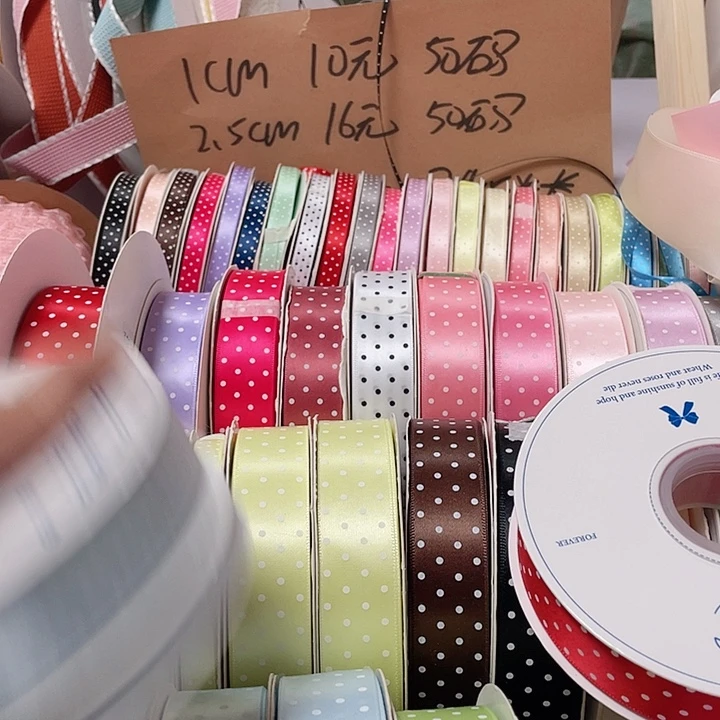 1cm 10元 50码
2.5cm 16元 50码
Life is full of sunshine and hope
Wheat and roses never die
FOREVER